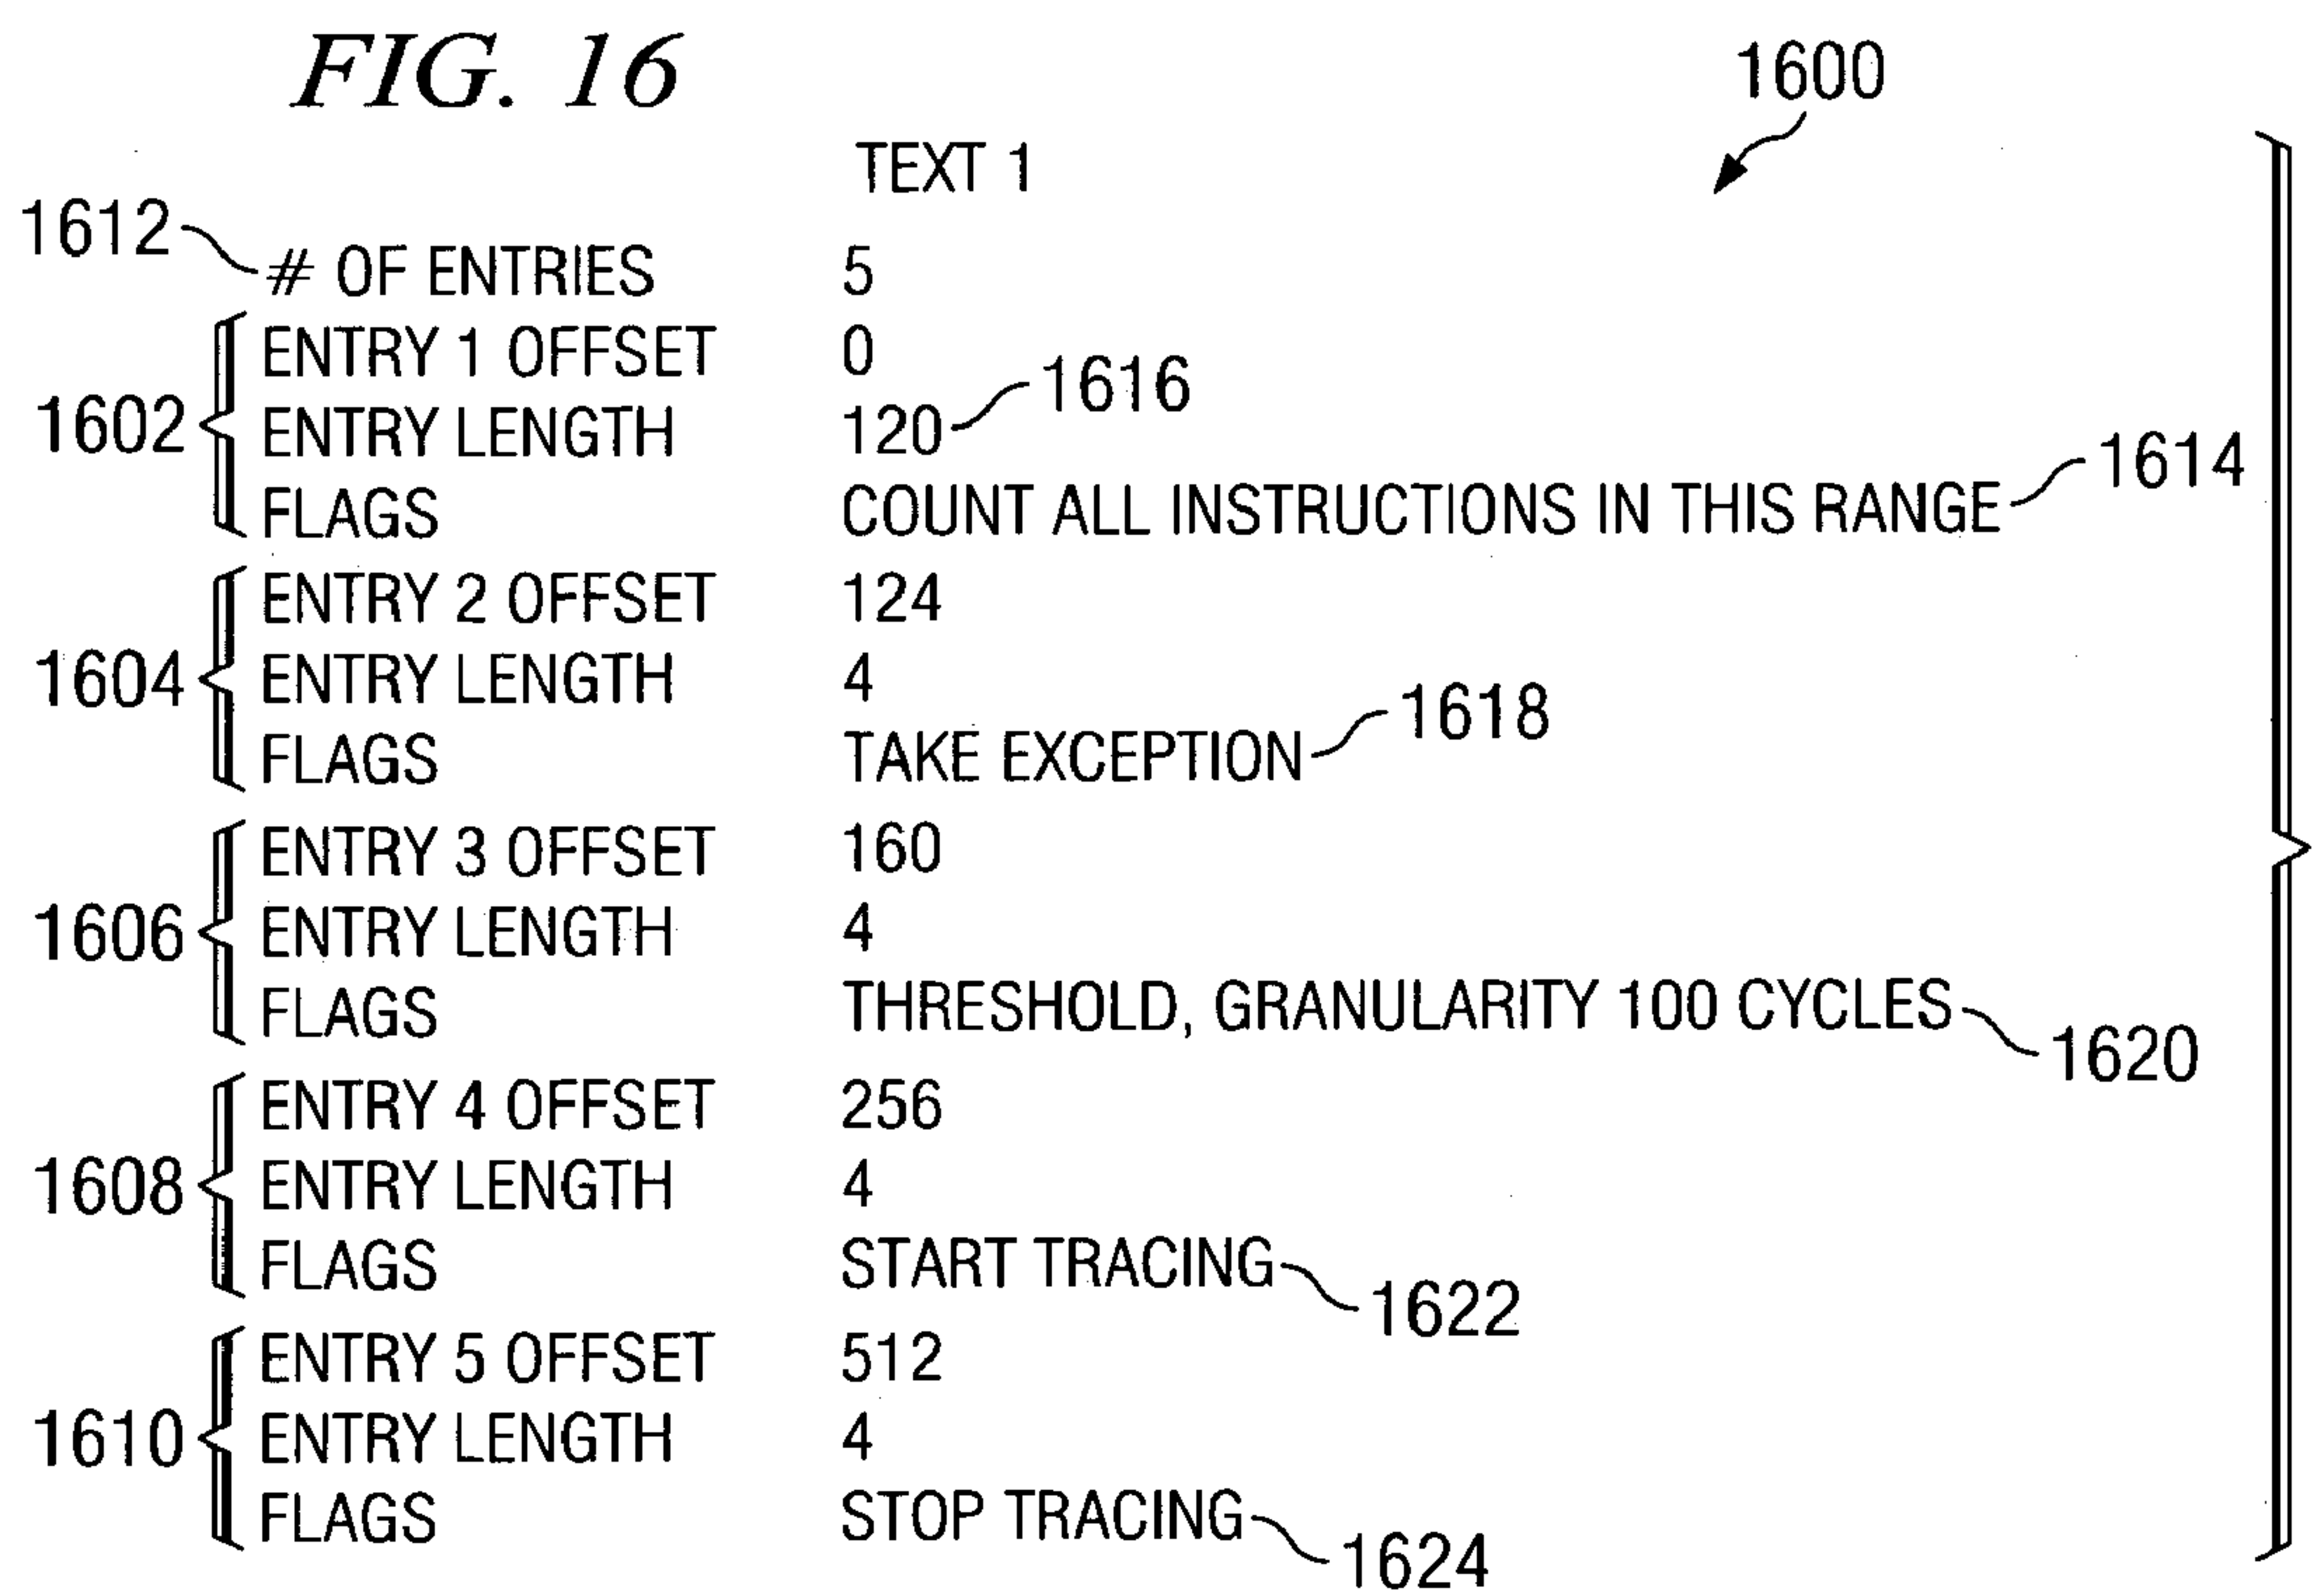 FIG. 16
1600
TEXT 1
1612
# OF ENTRIES 5
ENTRY 1 OFFSET 0
1616
1602 ENTRY LENGTH 120
1614
FLAGS COUNT ALL INSTRUCTIONS IN THIS RANGE
ENTRY 2 OFFSET 124
1604 ENTRY LENGTH 4
1618
FLAGS TAKE EXCEPTION
ENTRY 3 OFFSET 160
1606 ENTRY LENGTH 4
FLAGS THRESHOLD, GRANULARITY 100 CYCLES
1620
ENTRY 4 OFFSET 256
1608 ENTRY LENGTH 4
FLAGS START TRACING
1622
ENTRY 5 OFFSET 512
1610 ENTRY LENGTH 4
FLAGS STOP TRACING
1624